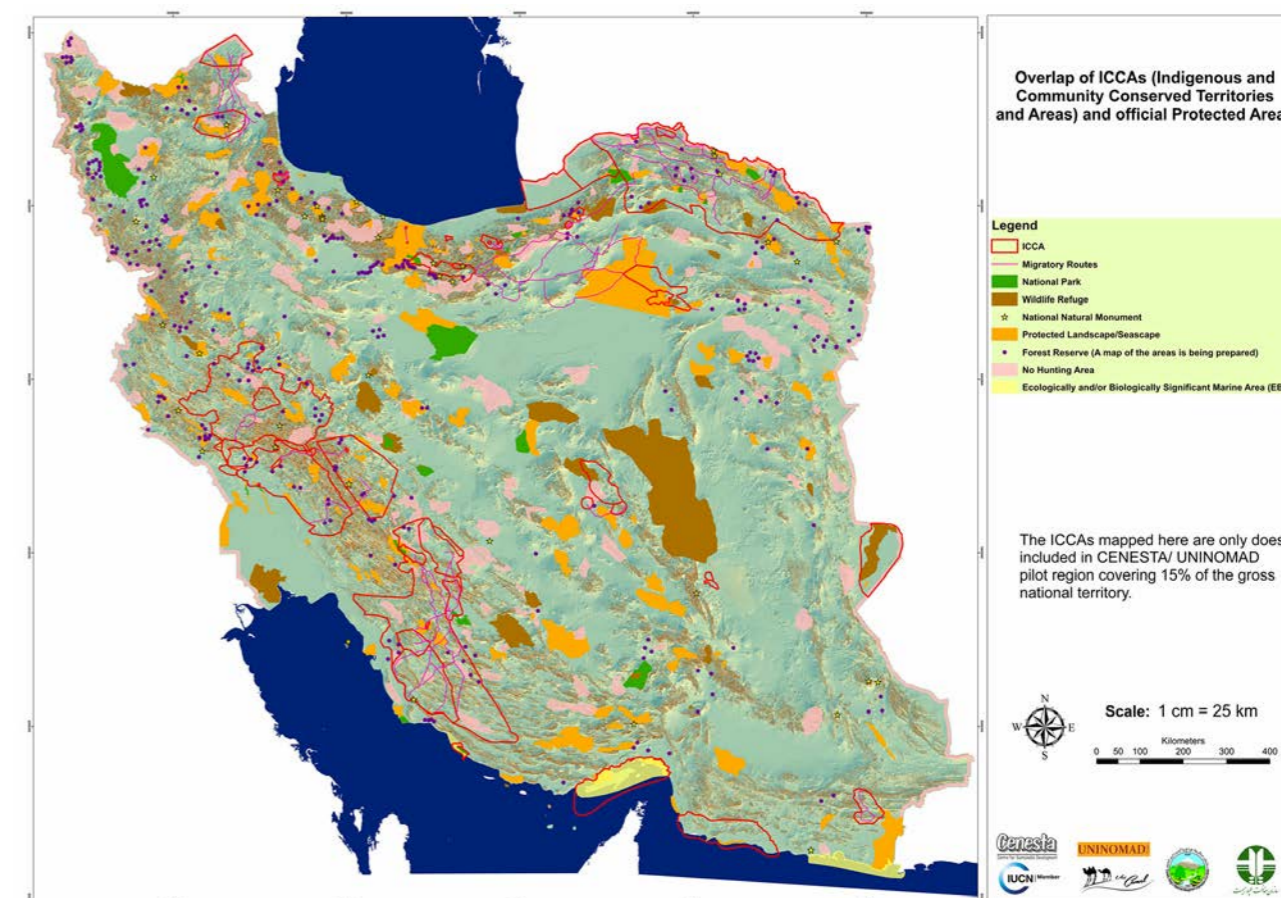 Overlap of ICCAs (Indigenous and
Community Conserved Territories
and Areas) and official Protected Area
Legend
ICCA
Migratory Routes
National Park
Wildlife Refuge
National Natural Monument
Protected Landscape/Seascape
Forest Reserve (A map of the areas is being prepared)
No Hunting Area
Ecologically and/or Biologically Significant Marine Area (EB
The ICCAs mapped here are only does
included in CENESTA/ UNINOMAD
pilot region covering 15% of the gross
national territory.
N
W E
S
Scale: 1 cm = 25 km
Kilometers
0 50 100 200 300 400
Cenesta
Centre for Sustainable Development
IUCN Member
UNINOMAD